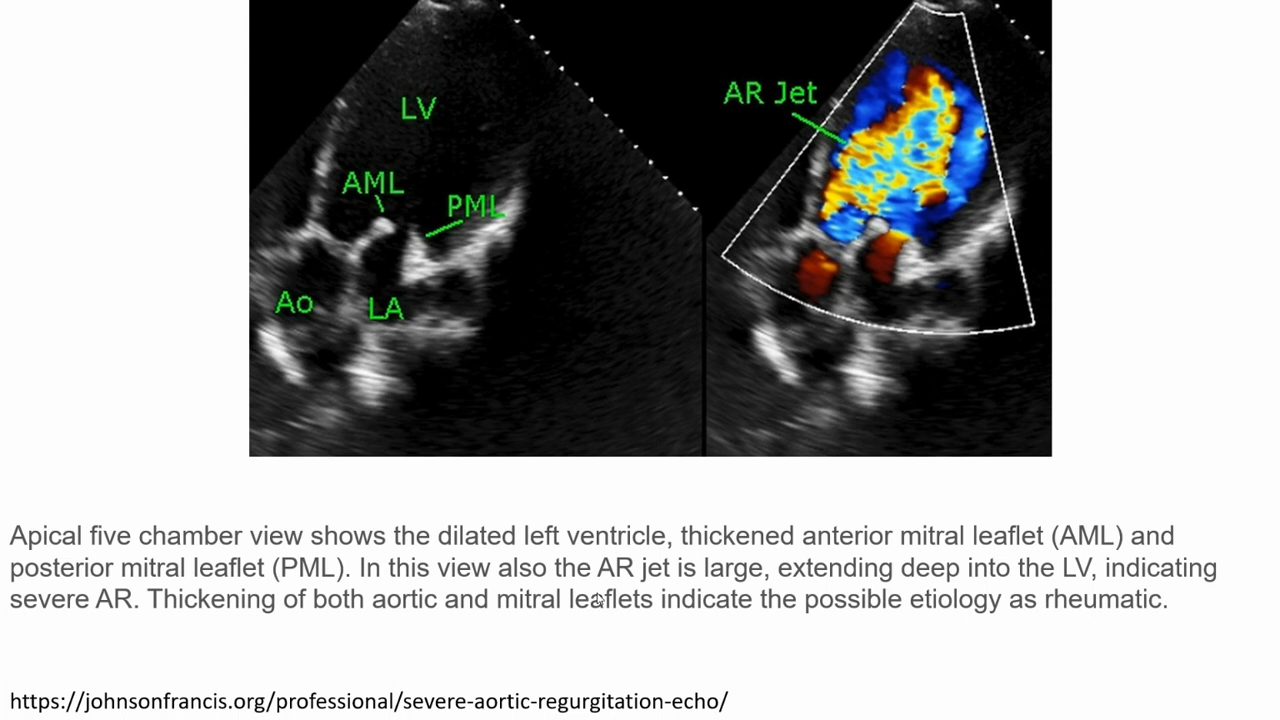 LV
AML
PML
Ao
LA
AR Jet
Apical five chamber view shows the dilated left ventricle, thickened anterior mitral leaflet (AML) and
posterior mitral leaflet (PML). In this view also the AR jet is large, extending deep into the LV, indicating
severe AR. Thickening of both aortic and mitral leaflets indicate the possible etiology as rheumatic.
https://johnsonfrancis.org/professional/severe-aortic-regurgitation-echo/